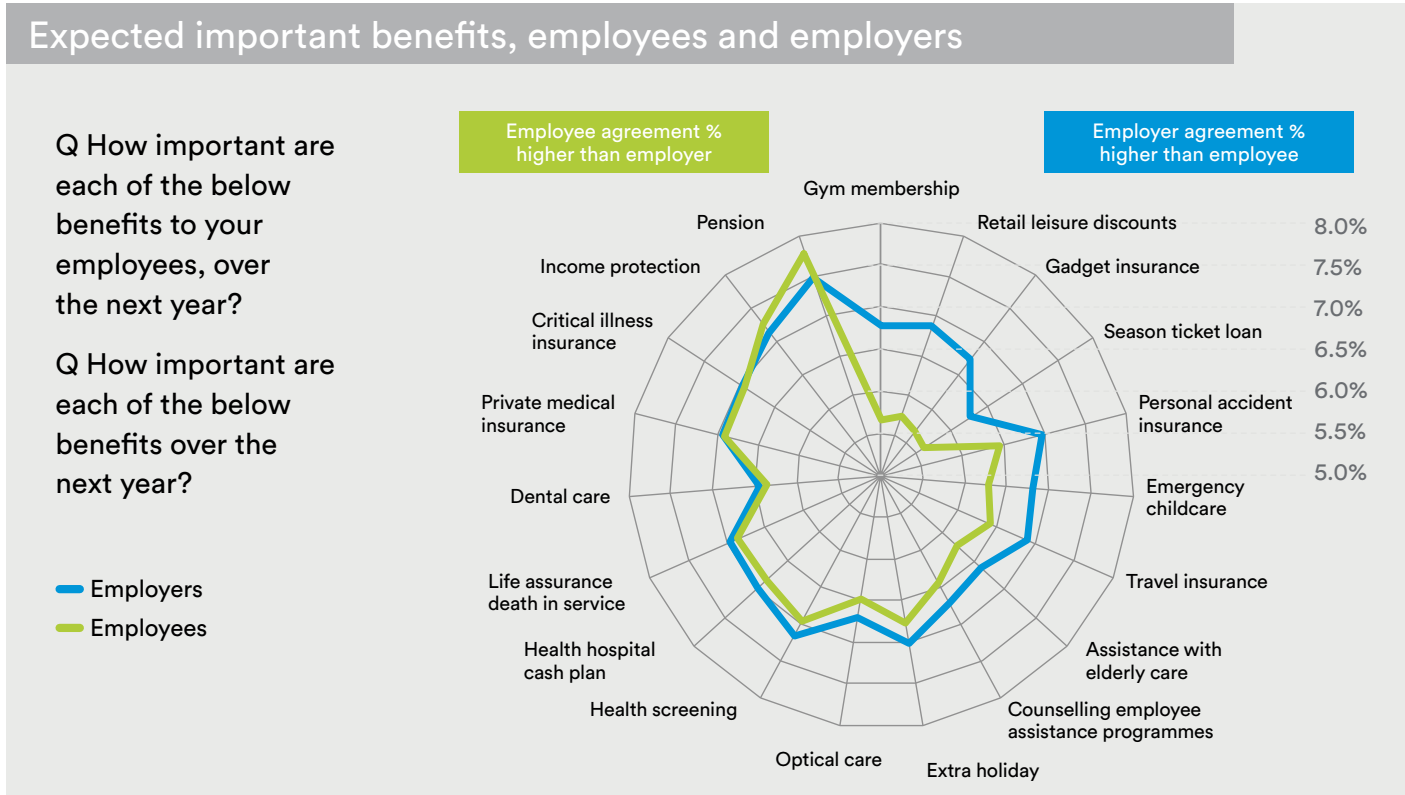 Expected important benefits, employees and employers
Q How important are
each of the below
benefits to your
employees, over
the next year?
Q How important are
each of the below
benefits over the
next year?
Employers
Employees
Employee agreement %
higher than employer
Employer agreement %
higher than employee
Gym membership
Retail leisure discounts
Gadget insurance
Season ticket loan
Personal accident
insurance
Emergency
childcare
Travel insurance
Assistance with
elderly care
Counselling employee
assistance programmes
Extra holiday
Optical care
Health screening
Health hospital
cash plan
Life assurance
death in service
Dental care
Private medical
insurance
Critical illness
insurance
Income protection
Pension
8.0%
7.5%
7.0%
6.5%
6.0%
5.5%
5.0%